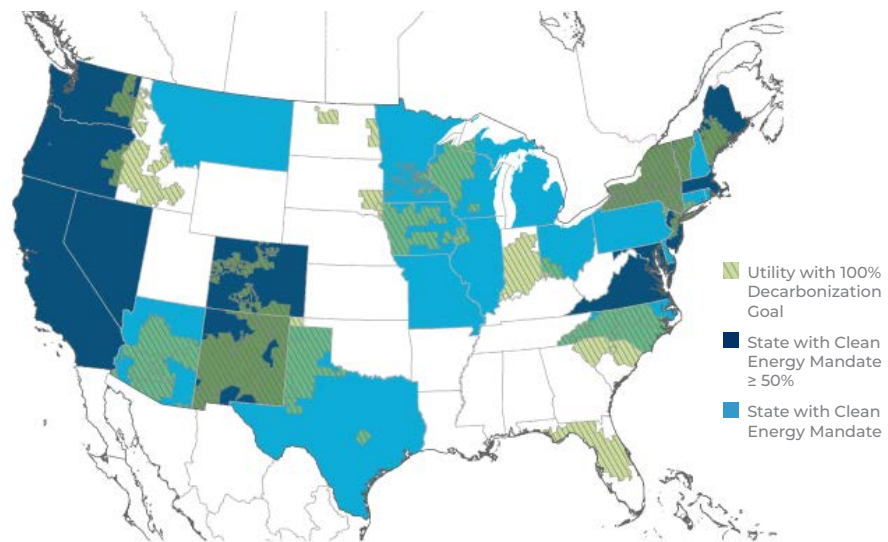 Utility with 100%
Decarbonization
Goal
State with Clean
Energy Mandate
≥ 50%
State with Clean
Energy Mandate